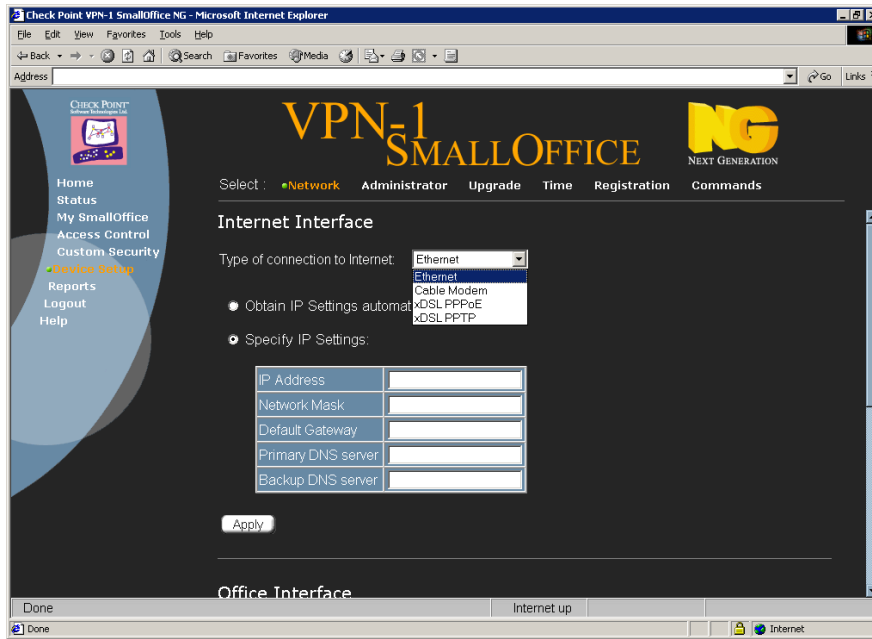 Check Point VPN-1 SmallOffice NG - Microsoft Internet Explorer
File Edit View Favorites Tools Help
Back Search Favorites Media
Address Go Links
CHECK POINT
Software Technologies Ltd.
VPN-1
SMALLOFFICE
NG
NEXT GENERATION
Home
Status
My SmallOffice
Access Control
Custom Security
Device Setup
Reports
Logout
Help
Select : Network Administrator Upgrade Time Registration Commands
Internet Interface
Type of connection to Internet: Ethernet
Ethernet
Cable Modem
xDSL PPPoE
xDSL PPTP
Obtain IP Settings automat
Specify IP Settings:
IP Address
Network Mask
Default Gateway
Primary DNS server
Backup DNS server
Apply
Office Interface
Done Internet up
Done Internet